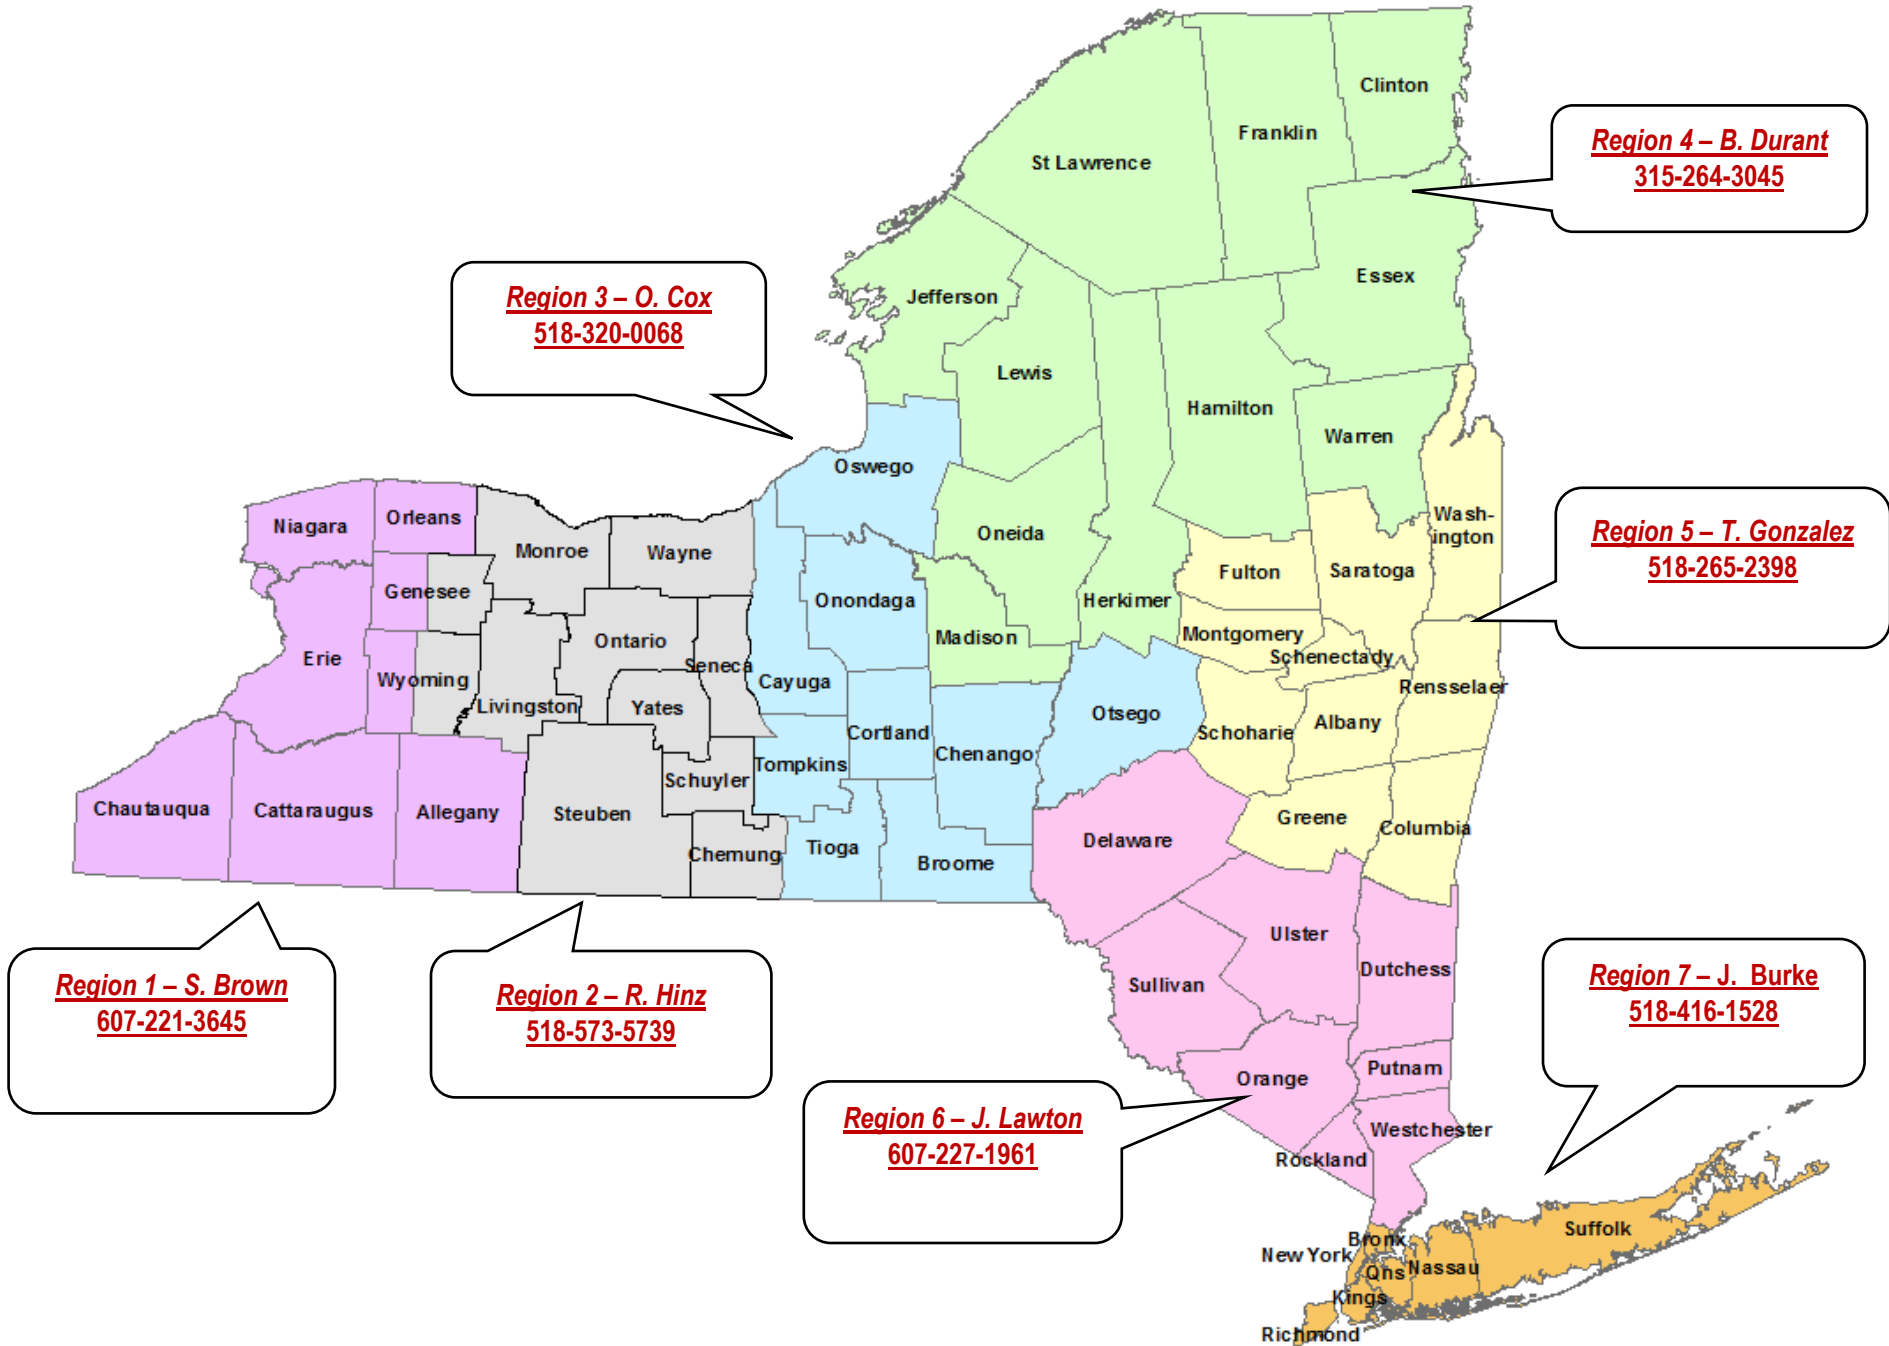 Clinton
Franklin
St Lawrence
Region 4 – B. Durant
315-264-3045
Essex
Jefferson
Region 3 – O. Cox
518-320-0068
Lewis
Hamilton
Warren
Oswego
Niagara
Orleans
Monroe
Wayne
Oneida
Wash-
ington
Region 5 – T. Gonzalez
518-265-2398
Genesee
Onondaga
Herkimer
Fulton
Saratoga
Erie
Wyoming
Ontario
Seneca
Cayuga
Madison
Montgomery
Schenectady
Rensselaer
Livingston
Yates
Cortland
Chenango
Otsego
Schoharie
Albany
Chautauqua
Cattaraugus
Allegany
Steuben
Schuyler
Tompkins
Chemung
Tioga
Broome
Delaware
Greene
Columbia
Ulster
Dutchess
Sullivan
Region 1 – S. Brown
607-221-3645
Region 2 – R. Hinz
518-573-5739
Region 7 – J.  Burke
518-416-1528
Orange
Putnam
Region 6 – J. Lawton
607-227-1961
Westchester
Rockland
Suffolk
Bronx
New York
Qns
Nassau
Kings
Richmond